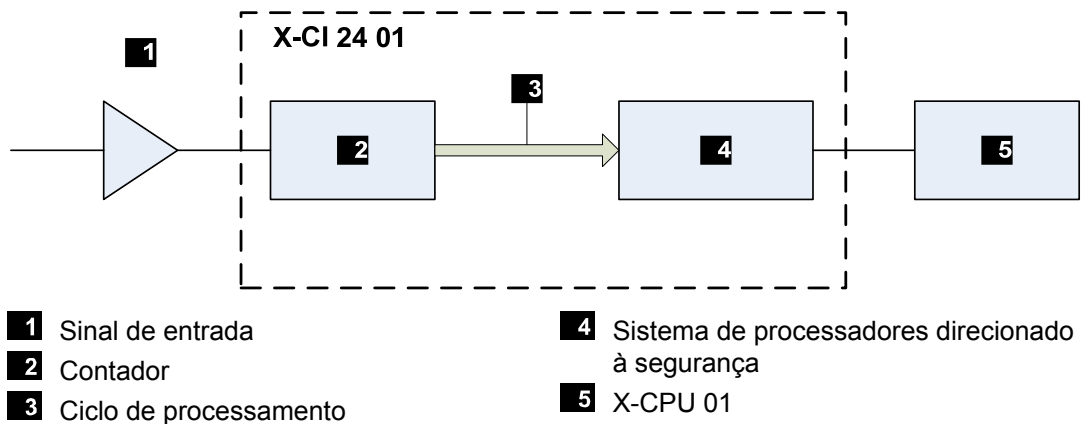 X-CI 24 01
1
3
2
4
5
1 Sinal de entrada
2 Contador
3 Ciclo de processamento
4 Sistema de processadores direcionado
à segurança
5 X-CPU 01